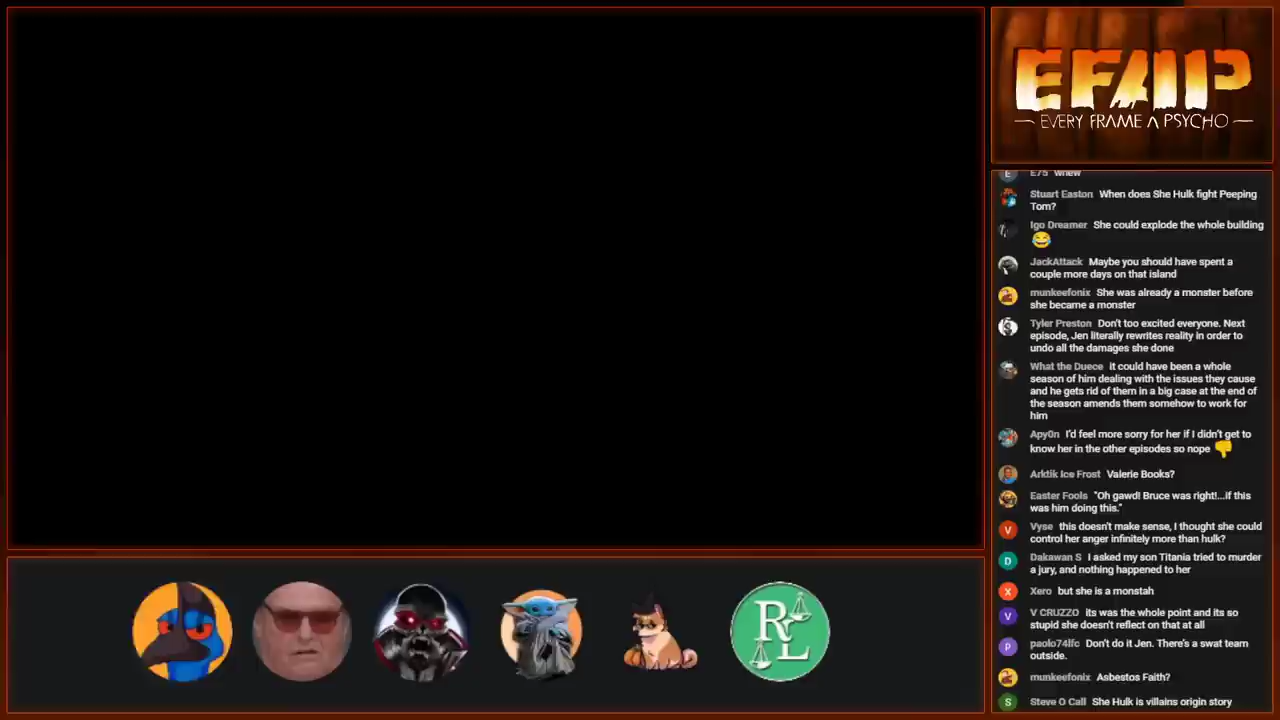 EFAP
EVERY FRAME A PSYCHO
E75 whew
Stuart Easton When does She Hulk fight Peeping
Tom?
Igo Dreamer She could explode the whole building
JackAttack Maybe you should have spent a
couple more days on that island
munkeefonix She was already a monster before
she became a monster
Tyler Preston Don't too excited everyone. Next
episode, Jen literally rewrites reality in order to
undo all the damages she done
What the Duece it could have been a whole
season of him dealing with the issues they cause
and he gets rid of them in a big case at the end of
the season amends them somehow to work for
him
Apy0n I'd feel more sorry for her if I didn't get to
know her in the other episodes so nope
Arktik Ice Frost Valerie Books?
Easter Fools "Oh gawd! Bruce was right!...if this
was him doing this."
V
Vyse this doesn't make sense, I thought she could
control her anger infinitely more than hulk?
D
Dakawan S I asked my son Titania tried to murder
a jury, and nothing happened to her
X
Xero but she is a monstah
V
V CRUZZO its was the whole point and its so
stupid she doesn't reflect on that at all
P
paolo74lfc Don't do it Jen. There's a swat team
outside.
munkeefonix Asbestos Faith?
S
Steve O Call She Hulk is villains origin story
RL